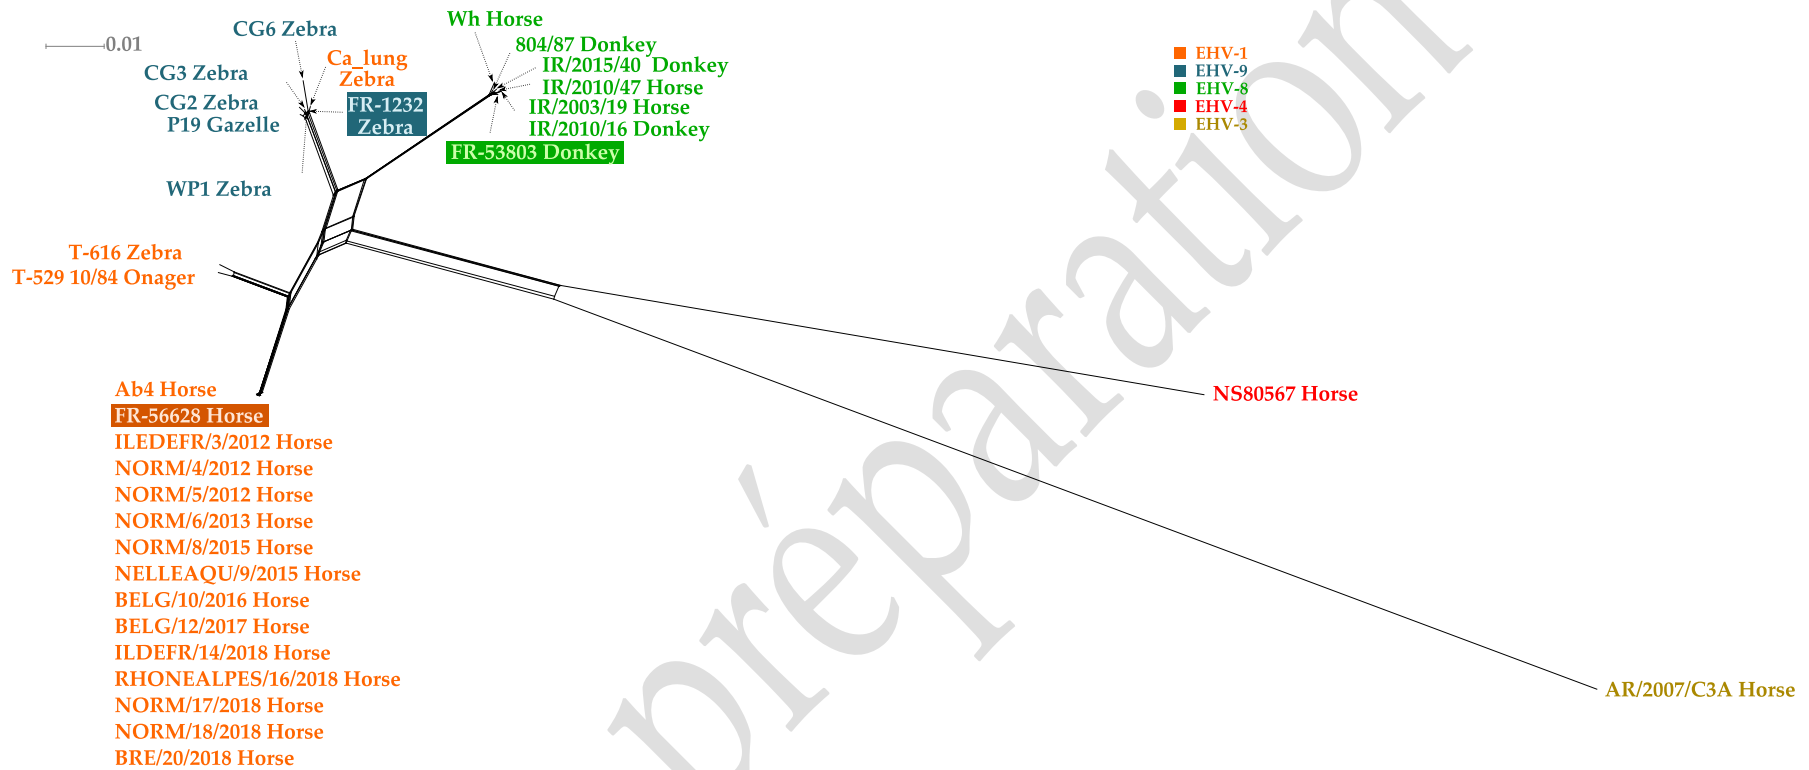 0.01
CG6 Zebra
CG3 Zebra
CG2 Zebra
P19 Gazelle
WP1 Zebra
Ca_lung
Zebra
FR-1232
Zebra
Wh Horse
804/87 Donkey
IR/2015/40 Donkey
IR/2010/47 Horse
IR/2003/19 Horse
IR/2010/16 Donkey
FR-53803 Donkey
EHV-1
EHV-9
EHV-8
EHV-4
EHV-3
T-616 Zebra
T-529 10/84 Onager
Ab4 Horse
FR-56628 Horse
ILEDEFR/3/2012 Horse
NORM/4/2012 Horse
NORM/5/2012 Horse
NORM/6/2013 Horse
NORM/8/2015 Horse
NELLEAQU/9/2015 Horse
BELG/10/2016 Horse
BELG/12/2017 Horse
ILDEFR/14/2018 Horse
RHONEALPES/16/2018 Horse
NORM/17/2018 Horse
NORM/18/2018 Horse
BRE/20/2018 Horse
NS80567 Horse
AR/2007/C3A Horse
préparation